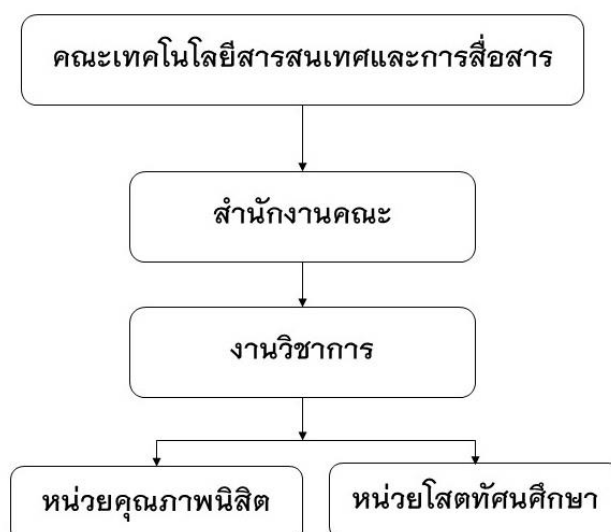 คณะเทคโนโลยีสารสนเทศและการสื่อสาร
สำนักงานคณะ
งานวิชาการ
หน่วยคุณภาพนิสิต
หน่วยโสตทัศนศึกษา